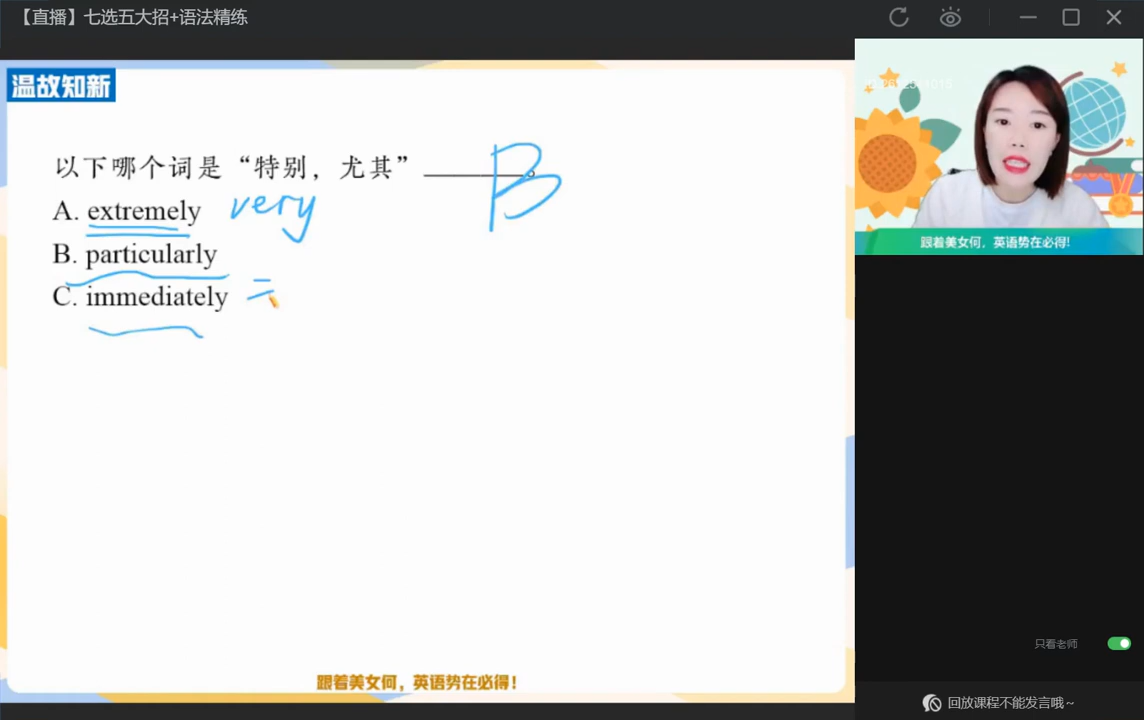 【直播】七选五大招+语法精练
温故知新
以下哪个词是“特别，尤其”________。
B
A. extremely very
B. particularly
C. immediately
跟着美女何，英语势在必得！
跟着美女何，英语势在必得！
只看老师
回放课程不能发言哦～